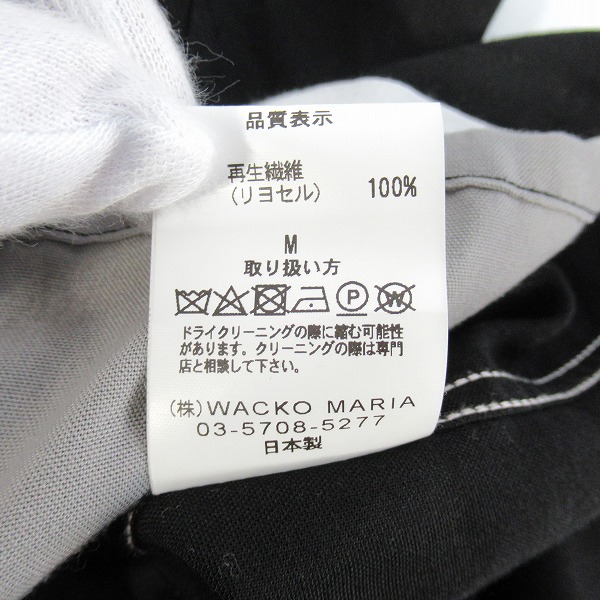 品質表示
再生繊維
(リヨセル) 100%
M
取り扱い方
P W
ドライクリーニングの際に縮む可能性
があります。クリーニングの際は専門
店と相談して下さい。
(株)WACKO MARIA
03-5708-5277
日本製